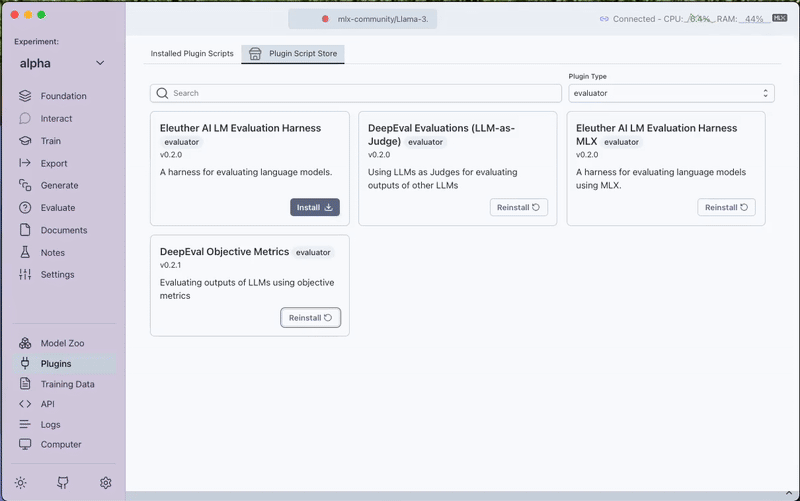 mlx-community/Llama-3.
Connected - CPU: 6.4% RAM: 44% MLX
Experiment:
alpha
Foundation
Interact
Train
Export
Generate
Evaluate
Documents
Notes
Settings
Model Zoo
Plugins
Training Data
API
Logs
Computer
Installed Plugin Scripts
Plugin Script Store
Search
Plugin Type
evaluator
Eleuther AI LM Evaluation Harness
evaluator
v0.2.0
A harness for evaluating language models.
Install
DeepEval Evaluations (LLM-as-
Judge) evaluator
v0.2.0
Using LLMs as Judges for evaluating
outputs of other LLMs
Reinstall
Eleuther AI LM Evaluation Harness
MLX evaluator
v0.2.0
A harness for evaluating language models
using MLX.
Reinstall
DeepEval Objective Metrics evaluator
v0.2.1
Evaluating outputs of LLMs using objective
metrics
Reinstall